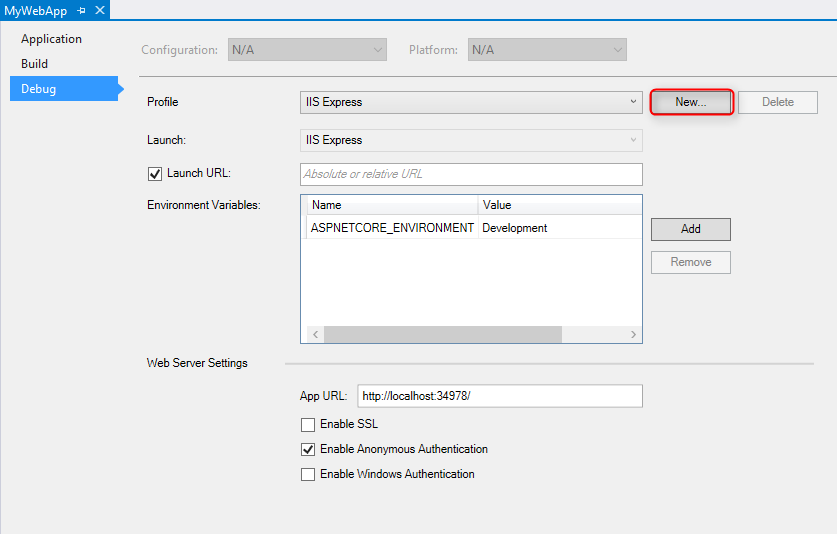 MyWebApp
Application
Build
Debug
Configuration: N/A Platform: N/A
Profile IIS Express New... Delete
Launch: IIS Express
Launch URL: Absolute or relative URL
Environment Variables: Name Value
ASPNETCORE_ENVIRONMENT Development
Add
Remove
Web Server Settings
App URL: http://localhost:34978/
Enable SSL
Enable Anonymous Authentication
Enable Windows Authentication